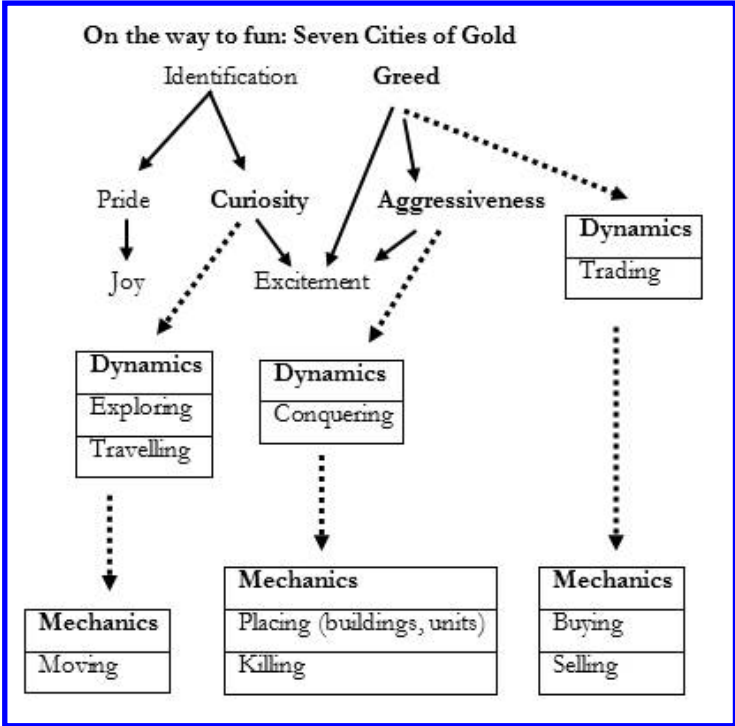 On the way to fun: Seven Cities of Gold
Identification
Greed
Pride
Curiosity
Aggressiveness
Joy
Excitement
Dynamics
Trading
Dynamics
Exploring
Travelling
Dynamics
Conquering
Mechanics
Moving
Mechanics
Placing (buildings, units)
Killing
Mechanics
Buying
Selling